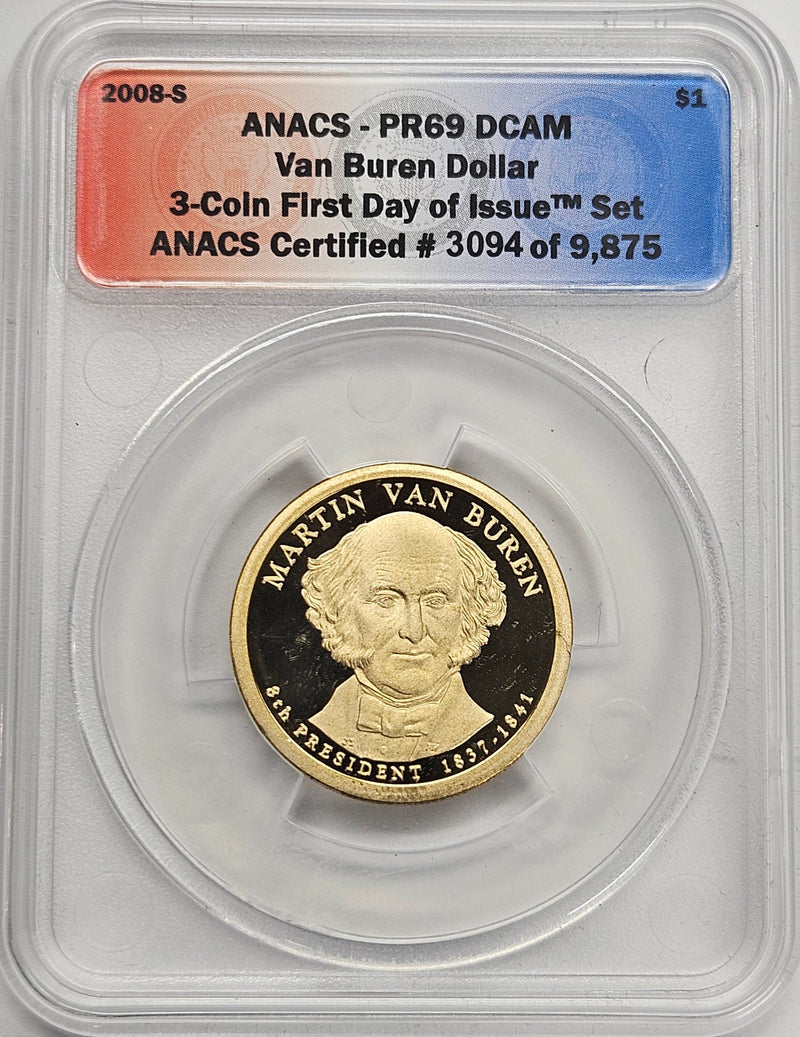 2008-S $1
ANACS - PR69 DCAM
Van Buren Dollar
3-Coin First Day of Issue™ Set
ANACS Certified # 3094 of 9,875
MARTIN VAN BUREN
8th PRESIDENT 1837-1841